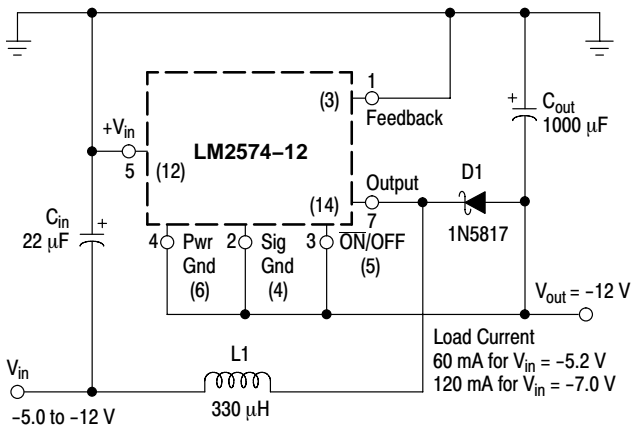 1
(3)
Feedback
+
C_out
1000 µF
+V_in
5
(12)
LM2574–12
(14)
Output
7
D1
1N5817
C_in
22 µF
+
4
Pwr
Gnd
(6)
2
Sig
Gnd
(4)
3
O̅N̅/OFF
(5)
V_out = –12 V
Load Current
60 mA for V_in = –5.2 V
120 mA for V_in = –7.0 V
V_in
–5.0 to –12 V
L1
330 µH